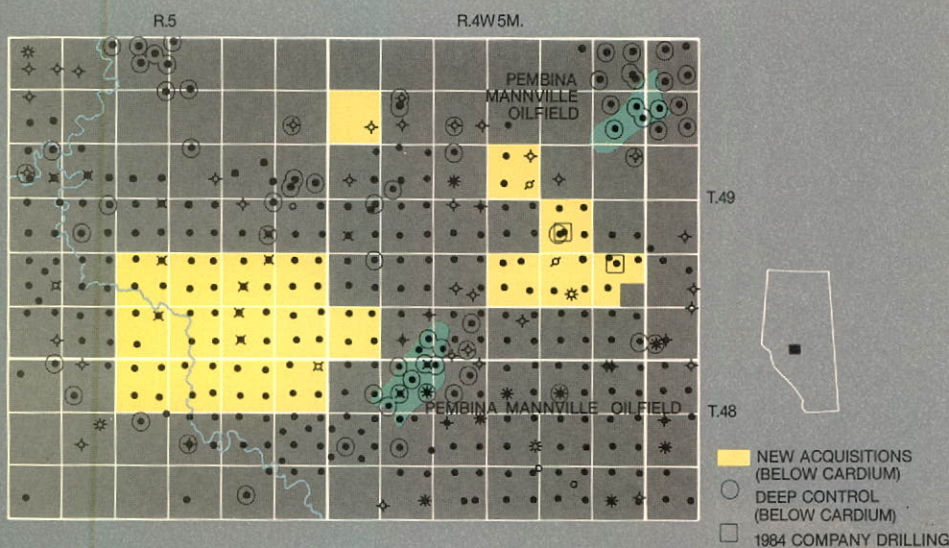 R.5
R.4W5M.
PEMBINA
MANNVILLE
OILFIELD
T.49
PEMBINA MANNVILLE OILFIELD
T.48
NEW ACQUISITIONS
(BELOW CARDIUM)
DEEP CONTROL
(BELOW CARDIUM)
1984 COMPANY DRILLING